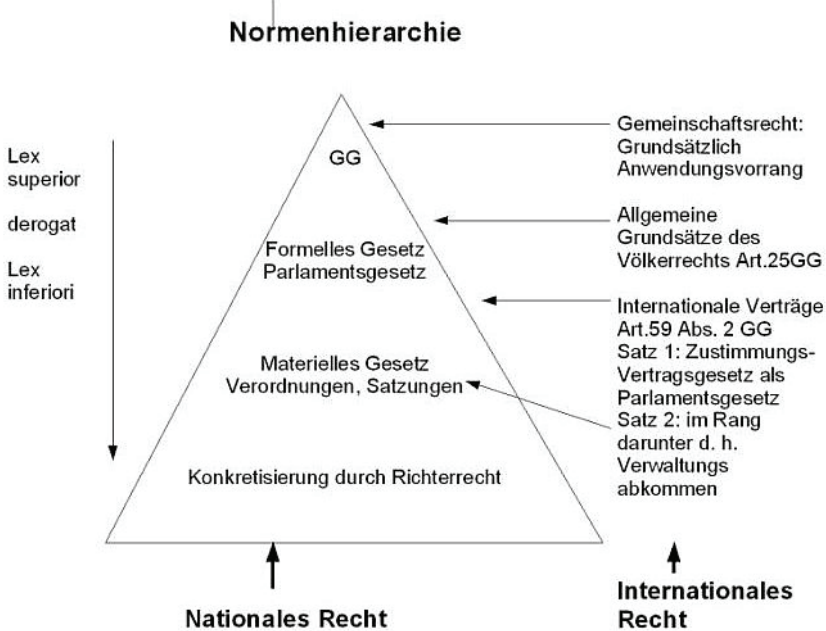 Normenhierarchie
Lex
superior
derogat
Lex
inferiori
GG
Formelles Gesetz
Parlamentsgesetz
Materielles Gesetz
Verordnungen, Satzungen
Konkretisierung durch Richterrecht
Gemeinschaftsrecht:
Grundsätzlich
Anwendungsvorrang
Allgemeine
Grundsätze des
Völkerrechts Art.25GG
Internationale Verträge
Art.59 Abs. 2 GG
Satz 1: Zustimmungs-
Vertragsgesetz als
Parlamentsgesetz
Satz 2: im Rang
darunter d. h.
Verwaltungs
abkommen
Nationales Recht
Internationales
Recht